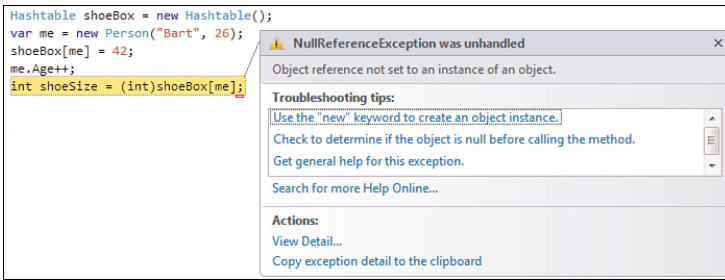 Hashtable shoeBox = new Hashtable();
var me = new Person("Bart", 26);
shoeBox[me] = 42;
me.Age++;
int shoeSize = (int)shoeBox[me];
NullReferenceException was unhandled
Object reference not set to an instance of an object.
Troubleshooting tips:
Use the "new" keyword to create an object instance.
Check to determine if the object is null before calling the method.
Get general help for this exception.
Search for more Help Online...
Actions:
View Detail...
Copy exception detail to the clipboard